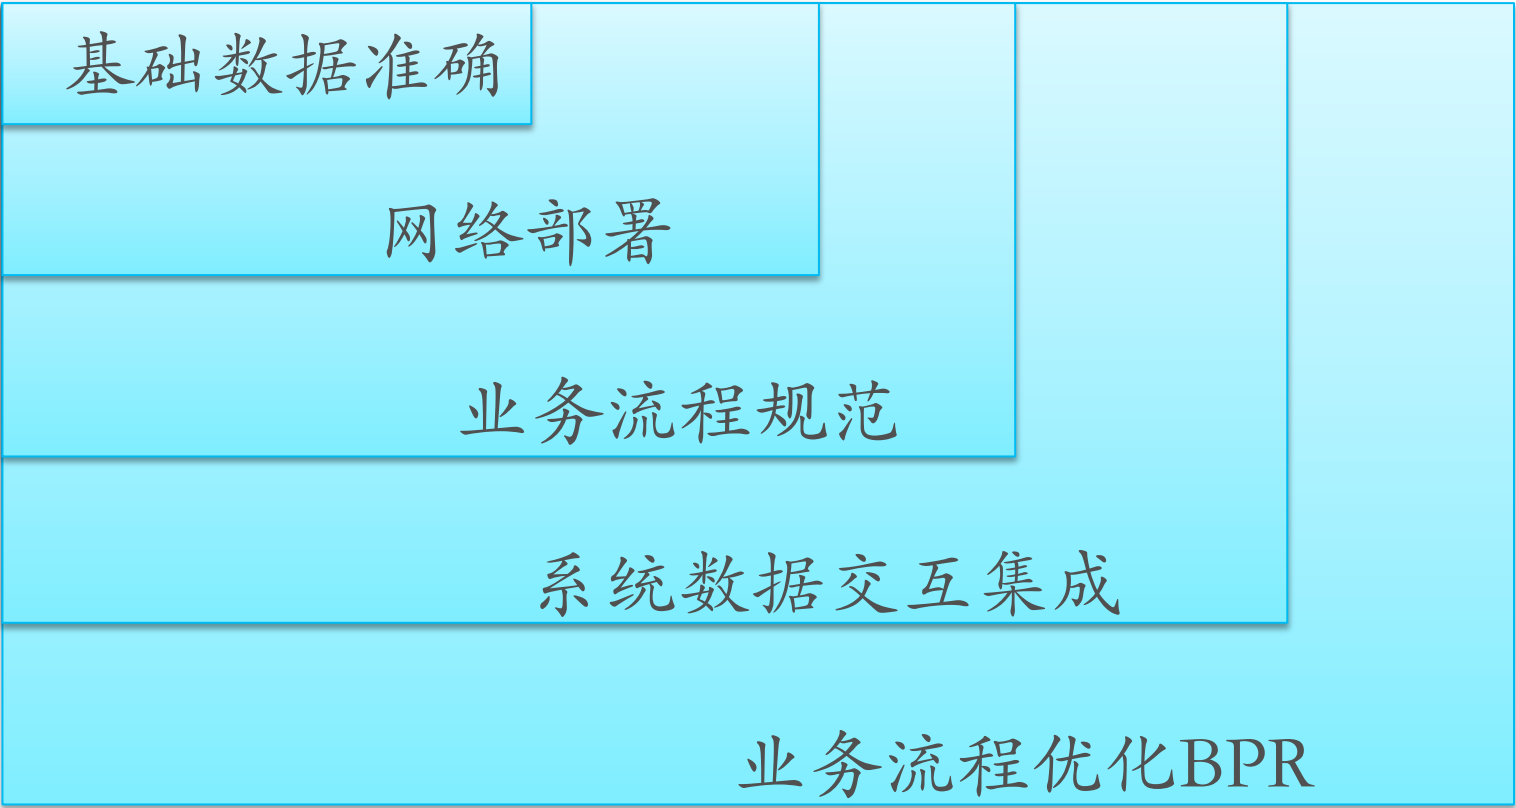 基础数据准确
网络部署
业务流程规范
系统数据交互集成
业务流程优化BPR